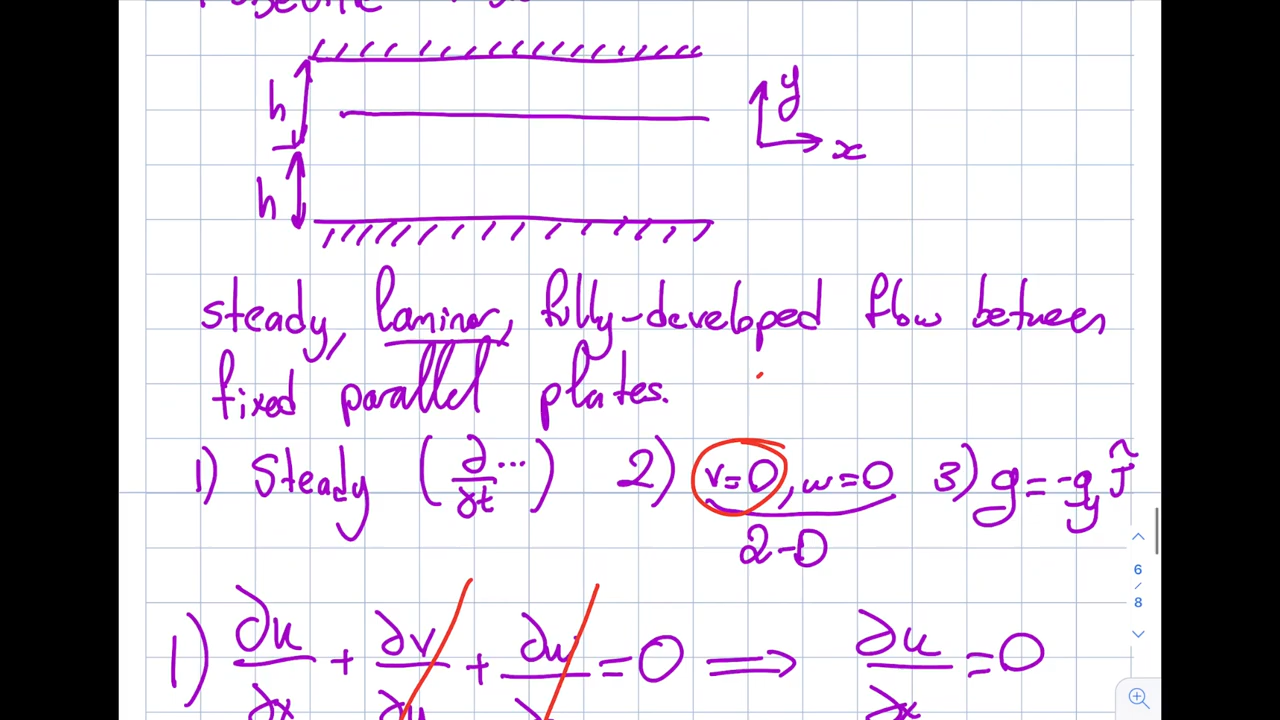 y
h
x
h
steady, laminar, fully-developed flow between
fixed parallel plates.
1) Steady (∂.../∂t) 2) v=0, w=0 3) g=-g_y ĵ
2-D
6
/
8
1) ∂u/∂x + ∂v/∂y + ∂w/ = 0 ⟹ ∂u/∂x = 0